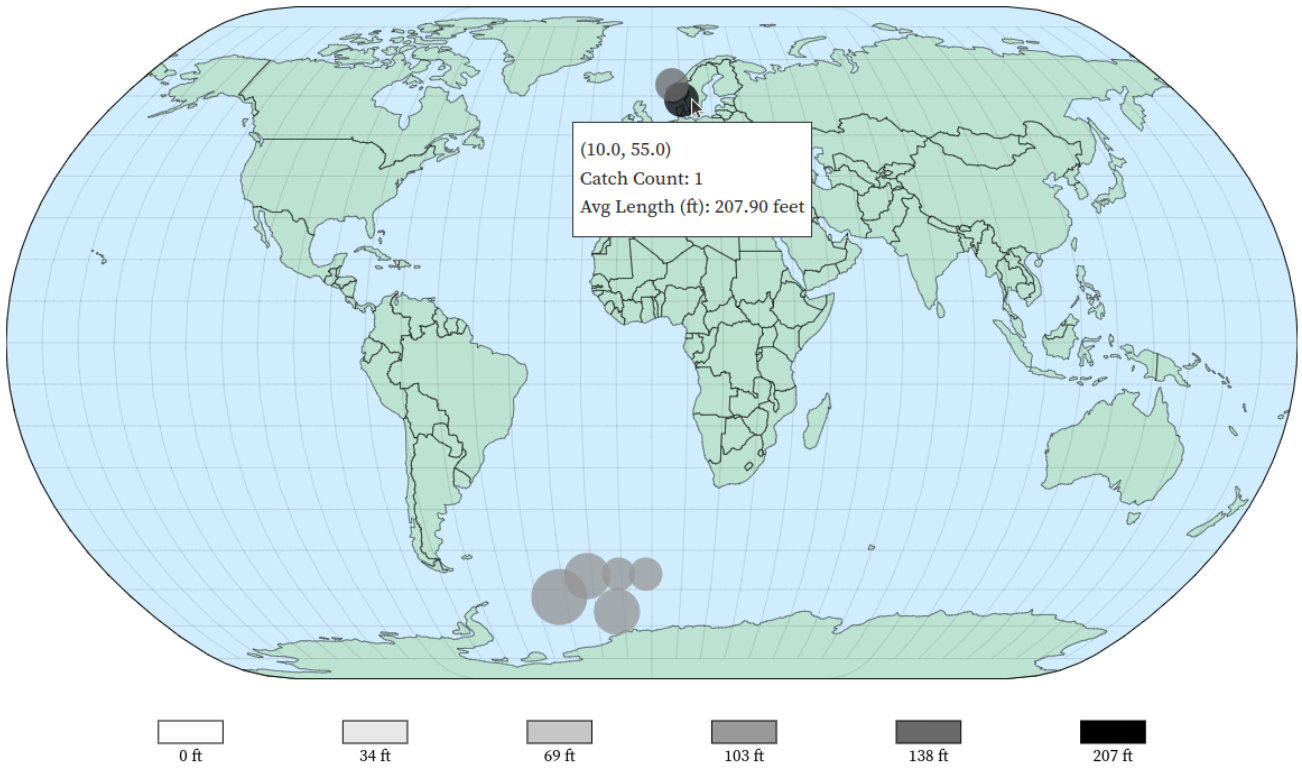 (10.0, 55.0)
Catch Count: 1
Avg Length (ft): 207.90 feet
0 ft
34 ft
69 ft
103 ft
138 ft
207 ft